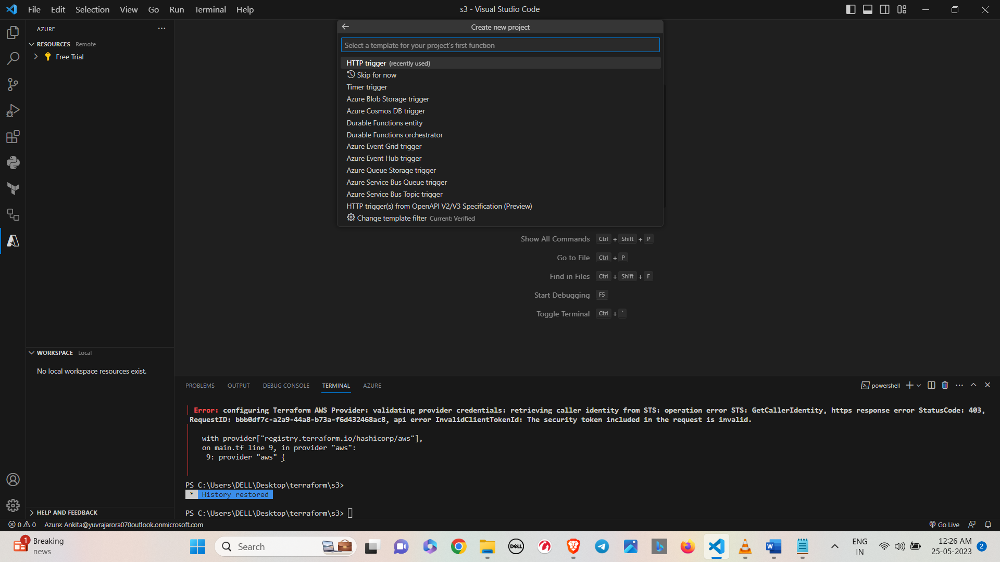 File Edit Selection View Go Run Terminal Help
s3 - Visual Studio Code
AZURE
RESOURCES Remote
Free Trial
Create new project
Select a template for your project's first function
HTTP trigger (recently used)
Skip for now
Timer trigger
Azure Blob Storage trigger
Azure Cosmos DB trigger
Durable Functions entity
Durable Functions orchestrator
Azure Event Grid trigger
Azure Event Hub trigger
Azure Queue Storage trigger
Azure Service Bus Queue trigger
Azure Service Bus Topic trigger
HTTP trigger(s) from OpenAPI V2/V3 Specification (Preview)
Change template filter Current: Verified
Show All Commands Ctrl + Shift + P
Go to File Ctrl + P
Find in Files Ctrl + Shift + F
Start Debugging F5
Toggle Terminal Ctrl + `
WORKSPACE Local
No local workspace resources exist.
HELP AND FEEDBACK
PROBLEMS OUTPUT DEBUG CONSOLE TERMINAL AZURE
powershell
Error: configuring Terraform AWS Provider: validating provider credentials: retrieving caller identity from STS: operation error STS: GetCallerIdentity, https response error StatusCode: 403,
RequestID: bbb0df7c-a2a9-44a8-b73a-f6d432468ac8, api error InvalidClientTokenId: The security token included in the request is invalid.
with provider["registry.terraform.io/hashicorp/aws"],
on main.tf line 9, in provider "aws":
9: provider "aws" {
PS C:\Users\DELL\Desktop\terraform\s3>
* History restored
PS C:\Users\DELL\Desktop\terraform\s3>
0 0 Azure: Ankita@yuvrajarora070outlook.onmicrosoft.com
Go Live
1 Breaking
news
Search
DELL
W
b
ENG
IN
12:26 AM
25-05-2023
2